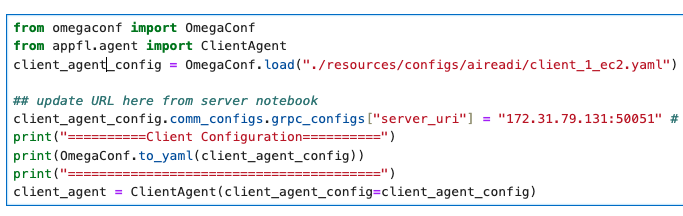 from omegaconf import OmegaConf
from appfl.agent import ClientAgent
client_agent_config = OmegaConf.load("./resources/configs/aireadi/client_1_ec2.yaml")
## update URL here from server notebook
client_agent_config.comm_configs.grpc_configs["server_uri"] = "172.31.79.131:50051" #
print("==========Client Configuration==========")
print(OmegaConf.to_yaml(client_agent_config))
print("========================================")
client_agent = ClientAgent(client_agent_config=client_agent_config)